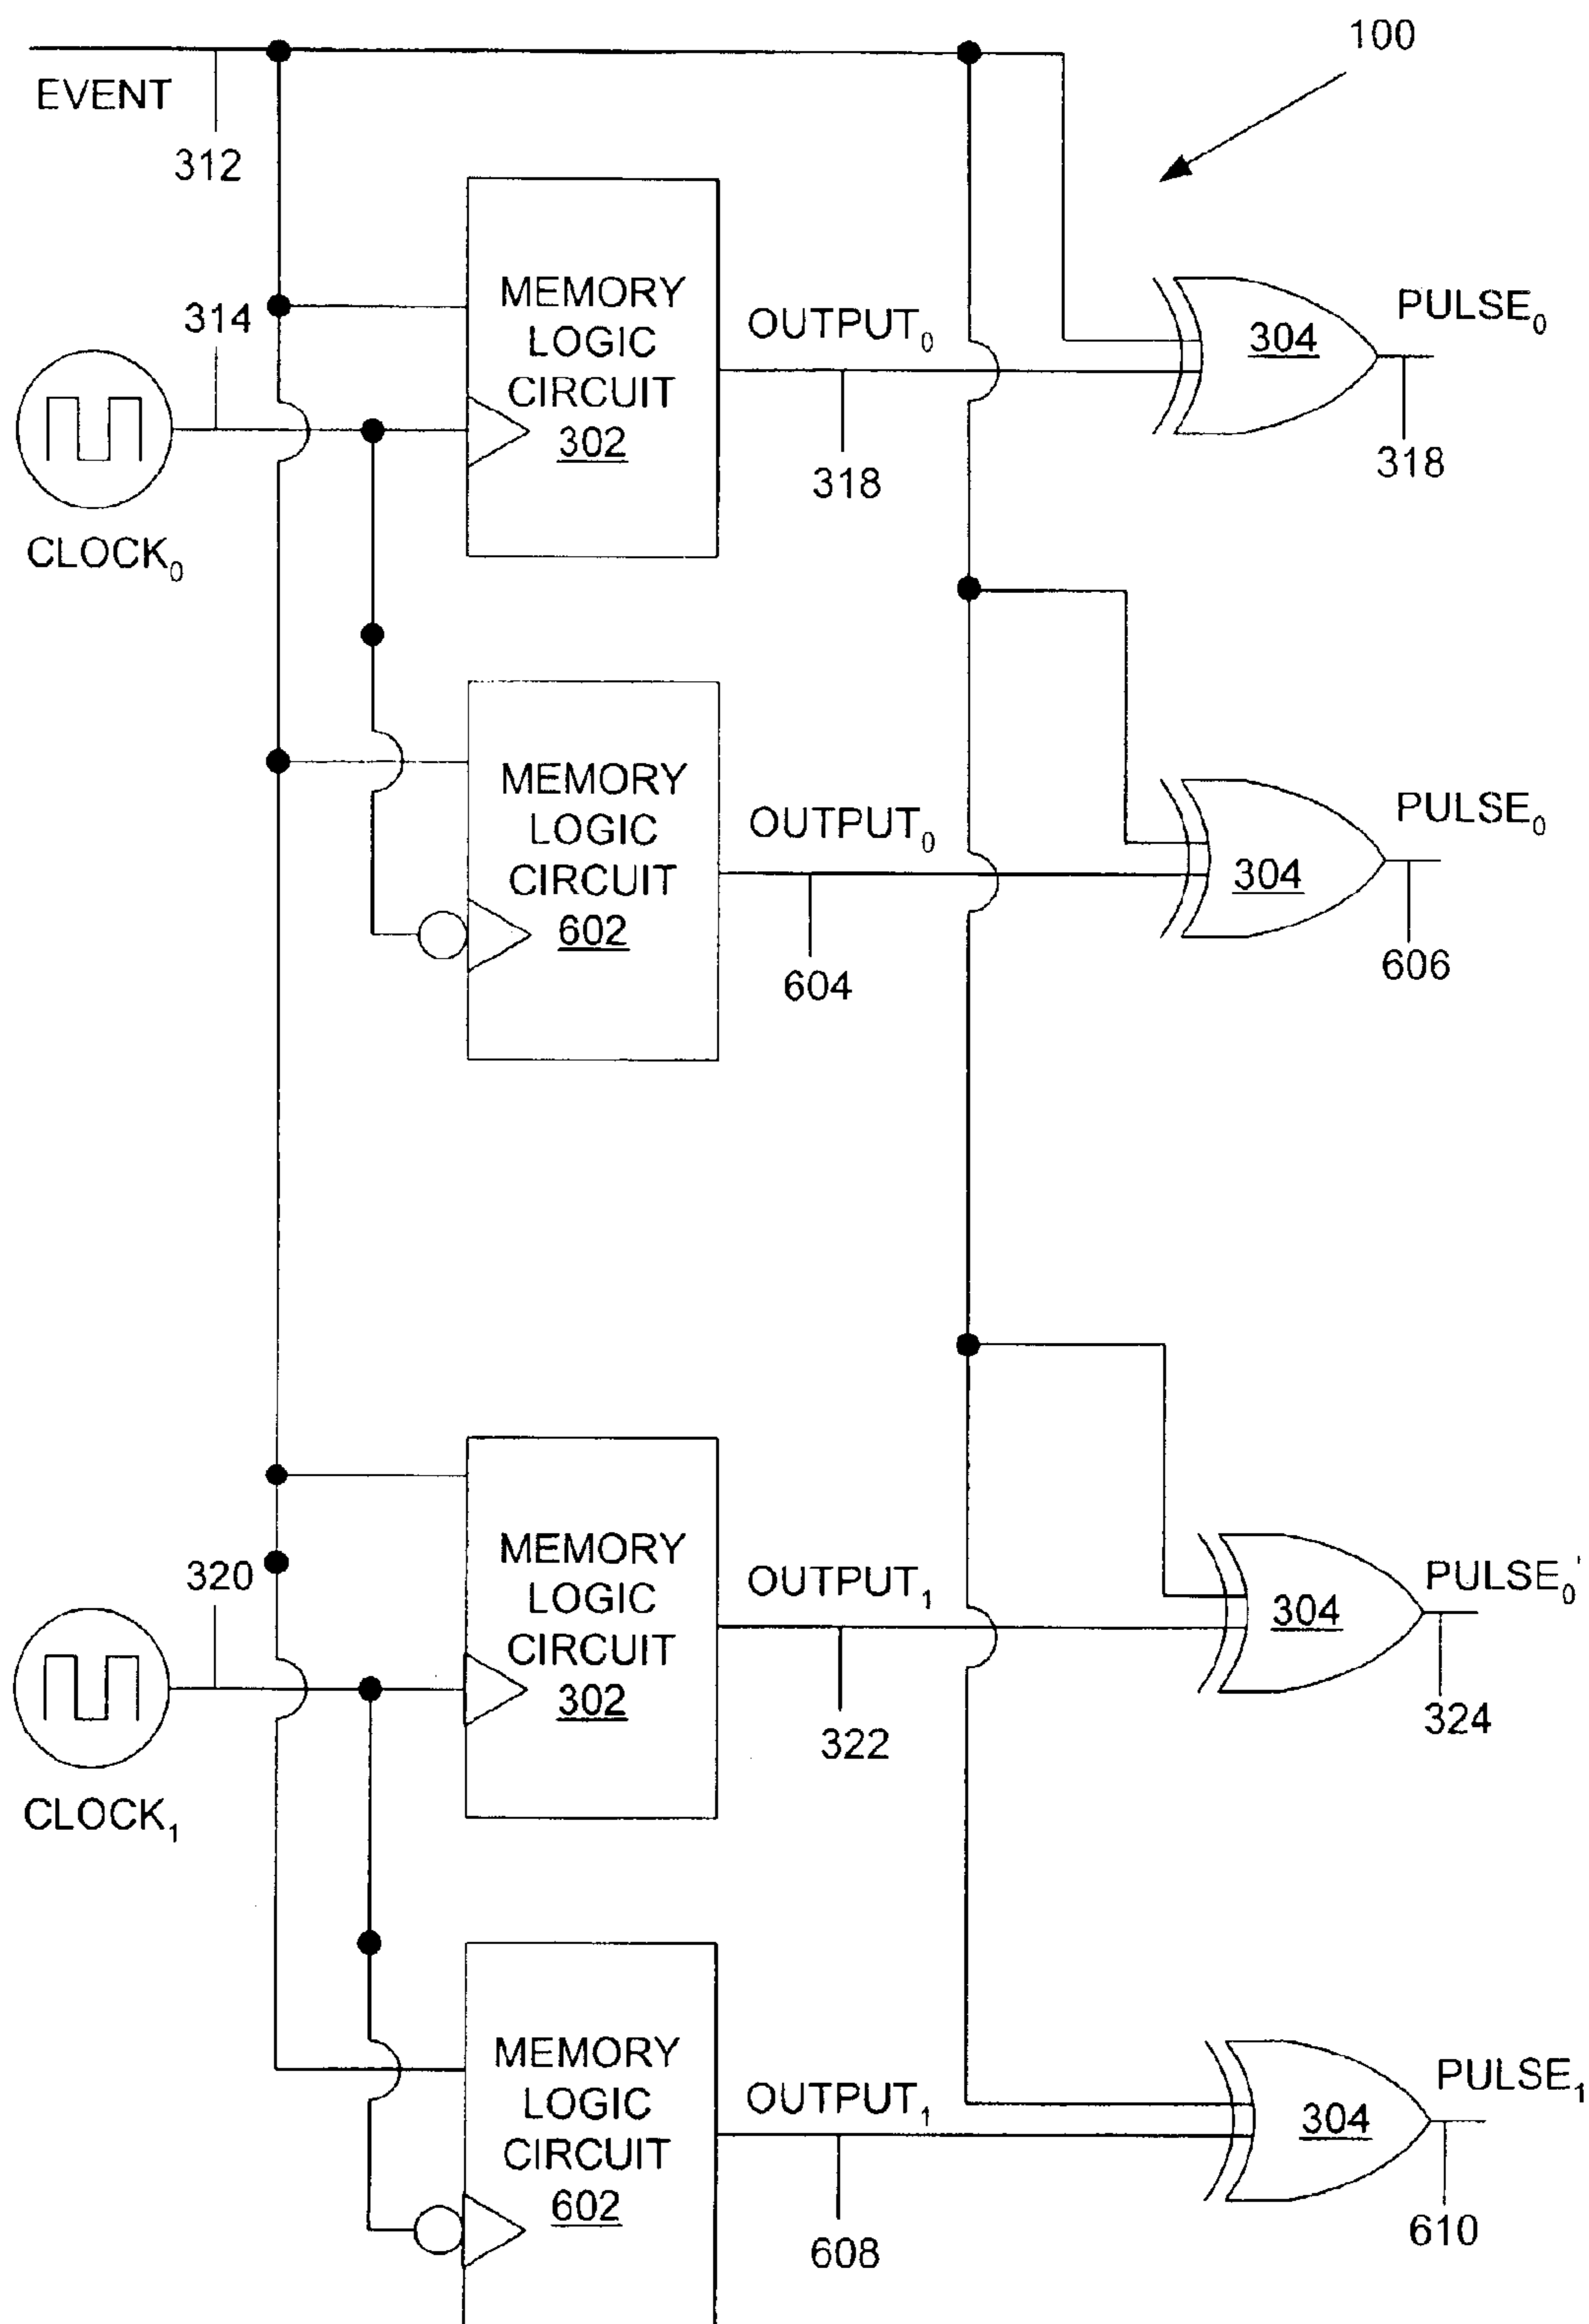 100
EVENT
312
MEMORY
LOGIC
CIRCUIT
302
314
CLOCK₀
OUTPUT₀
318
304
PULSE₀
318
MEMORY
LOGIC
CIRCUIT
602
OUTPUT₀
604
304
PULSE₀
606
MEMORY
LOGIC
CIRCUIT
302
320
CLOCK₁
OUTPUT₁
322
304
PULSE₀'
324
MEMORY
LOGIC
CIRCUIT
602
OUTPUT₁
608
304
PULSE₁
610